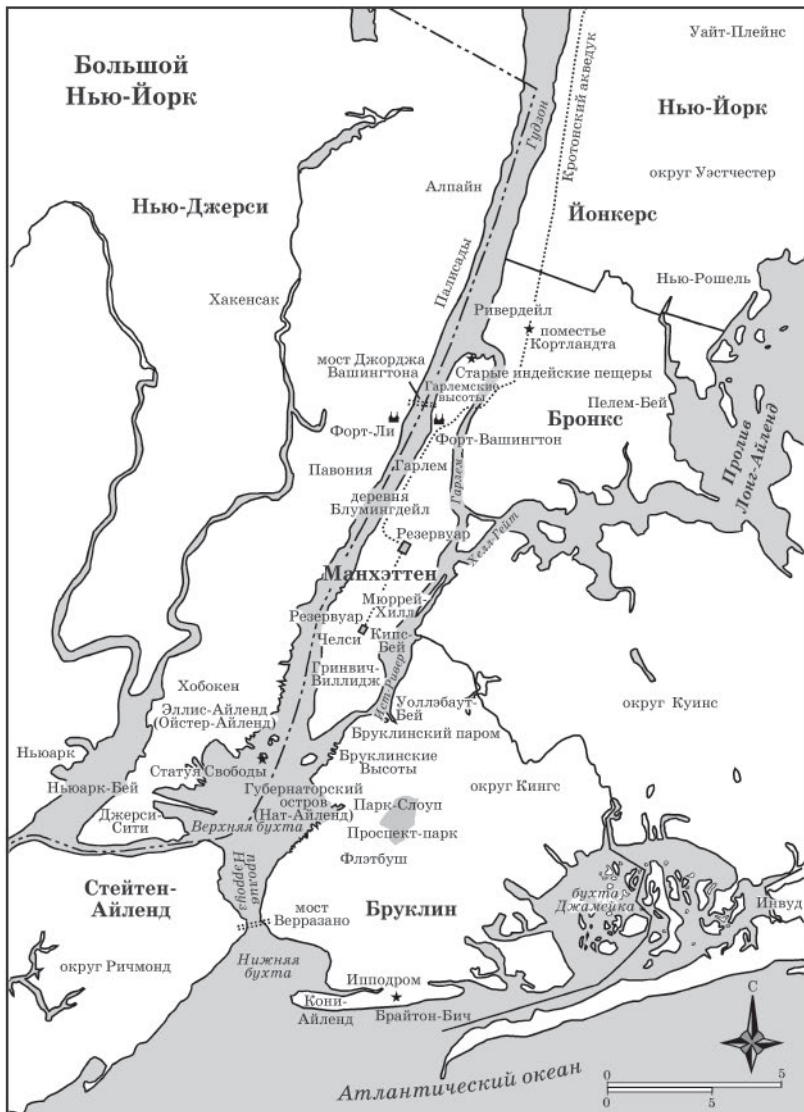 Большой
Нью-Йорк
Уайт-Плейнс
Гудзон
Кротонский акведук
Нью-Йорк
округ Уэстчестер
Алпайн
Нью-Джерси
Йонкерс
Палисады
Нью-Рошель
Хакенсак
Ривердейл
поместье
Кортландта
мост Джорджа
Вашингтона
Старые индейские пещеры
Гарлемские
высоты
Пелем-Бей
Бронкс
Форт-Ли
Форт-Вашингтон
Пролив
Лонг-Айленд
Павония
Гарлем
Гарлем
деревня
Блумингдейл
Резервуар
Хелл-Гейт
Манхэттен
Мюррей-
Хилл
Резервуар
Челси
Кипс-
Бей
Гринвич-
Виллидж
Ист-Ривер
Хобокен
Уоллэбаут-
Бей
округ Куинс
Эллис-Айленд
(Ойстер-Айленд)
Бруклинский паром
Ньюарк
Статуя Свободы
Бруклинские
Высоты
Ньюарк-Бей
Губернаторский
остров
(Нат-Айленд)
округ Кингс
Парк-Слоуп
Джерси-
Сити
Верхняя бухта
Проспект-парк
Флэтбуш
пролив
Нэрроуз
Стейтен-
Айленд
бухта
Джамейка
Инвуд
мост
Верразано
Бруклин
округ Ричмонд
Нижняя
бухта
Ипподром
Кони-
Айленд
Брайтон-Бич
С
Атлантический океан
0 5
0 5